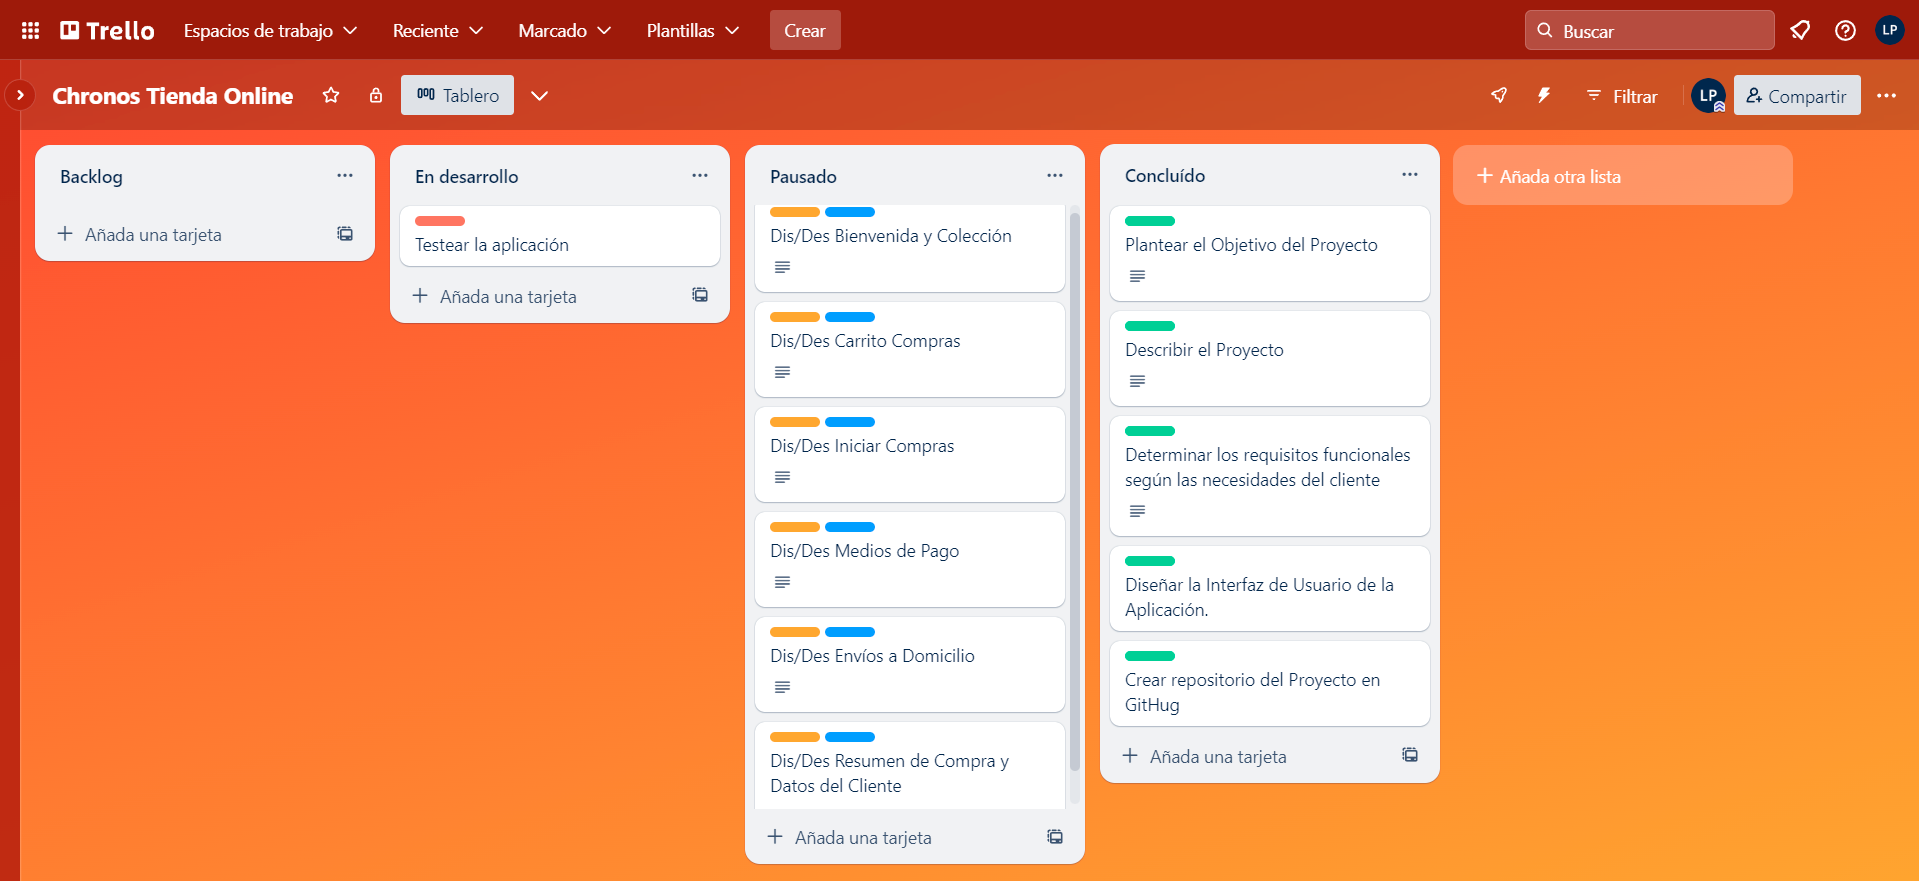 Trello
Espacios de trabajo
Reciente
Marcado
Plantillas
Crear
Buscar
LP
Chronos Tienda Online
Tablero
Filtrar
LP
Compartir
Backlog
Añada una tarjeta
En desarrollo
Testear la aplicación
Añada una tarjeta
Pausado
Dis/Des Bienvenida y Colección
Dis/Des Carrito Compras
Dis/Des Iniciar Compras
Dis/Des Medios de Pago
Dis/Des Envíos a Domicilio
Dis/Des Resumen de Compra y
Datos del Cliente
Añada una tarjeta
Concluído
Plantear el Objetivo del Proyecto
Describir el Proyecto
Determinar los requisitos funcionales
según las necesidades del cliente
Diseñar la Interfaz de Usuario de la
Aplicación.
Crear repositorio del Proyecto en
GitHug
Añada una tarjeta
Añada otra lista